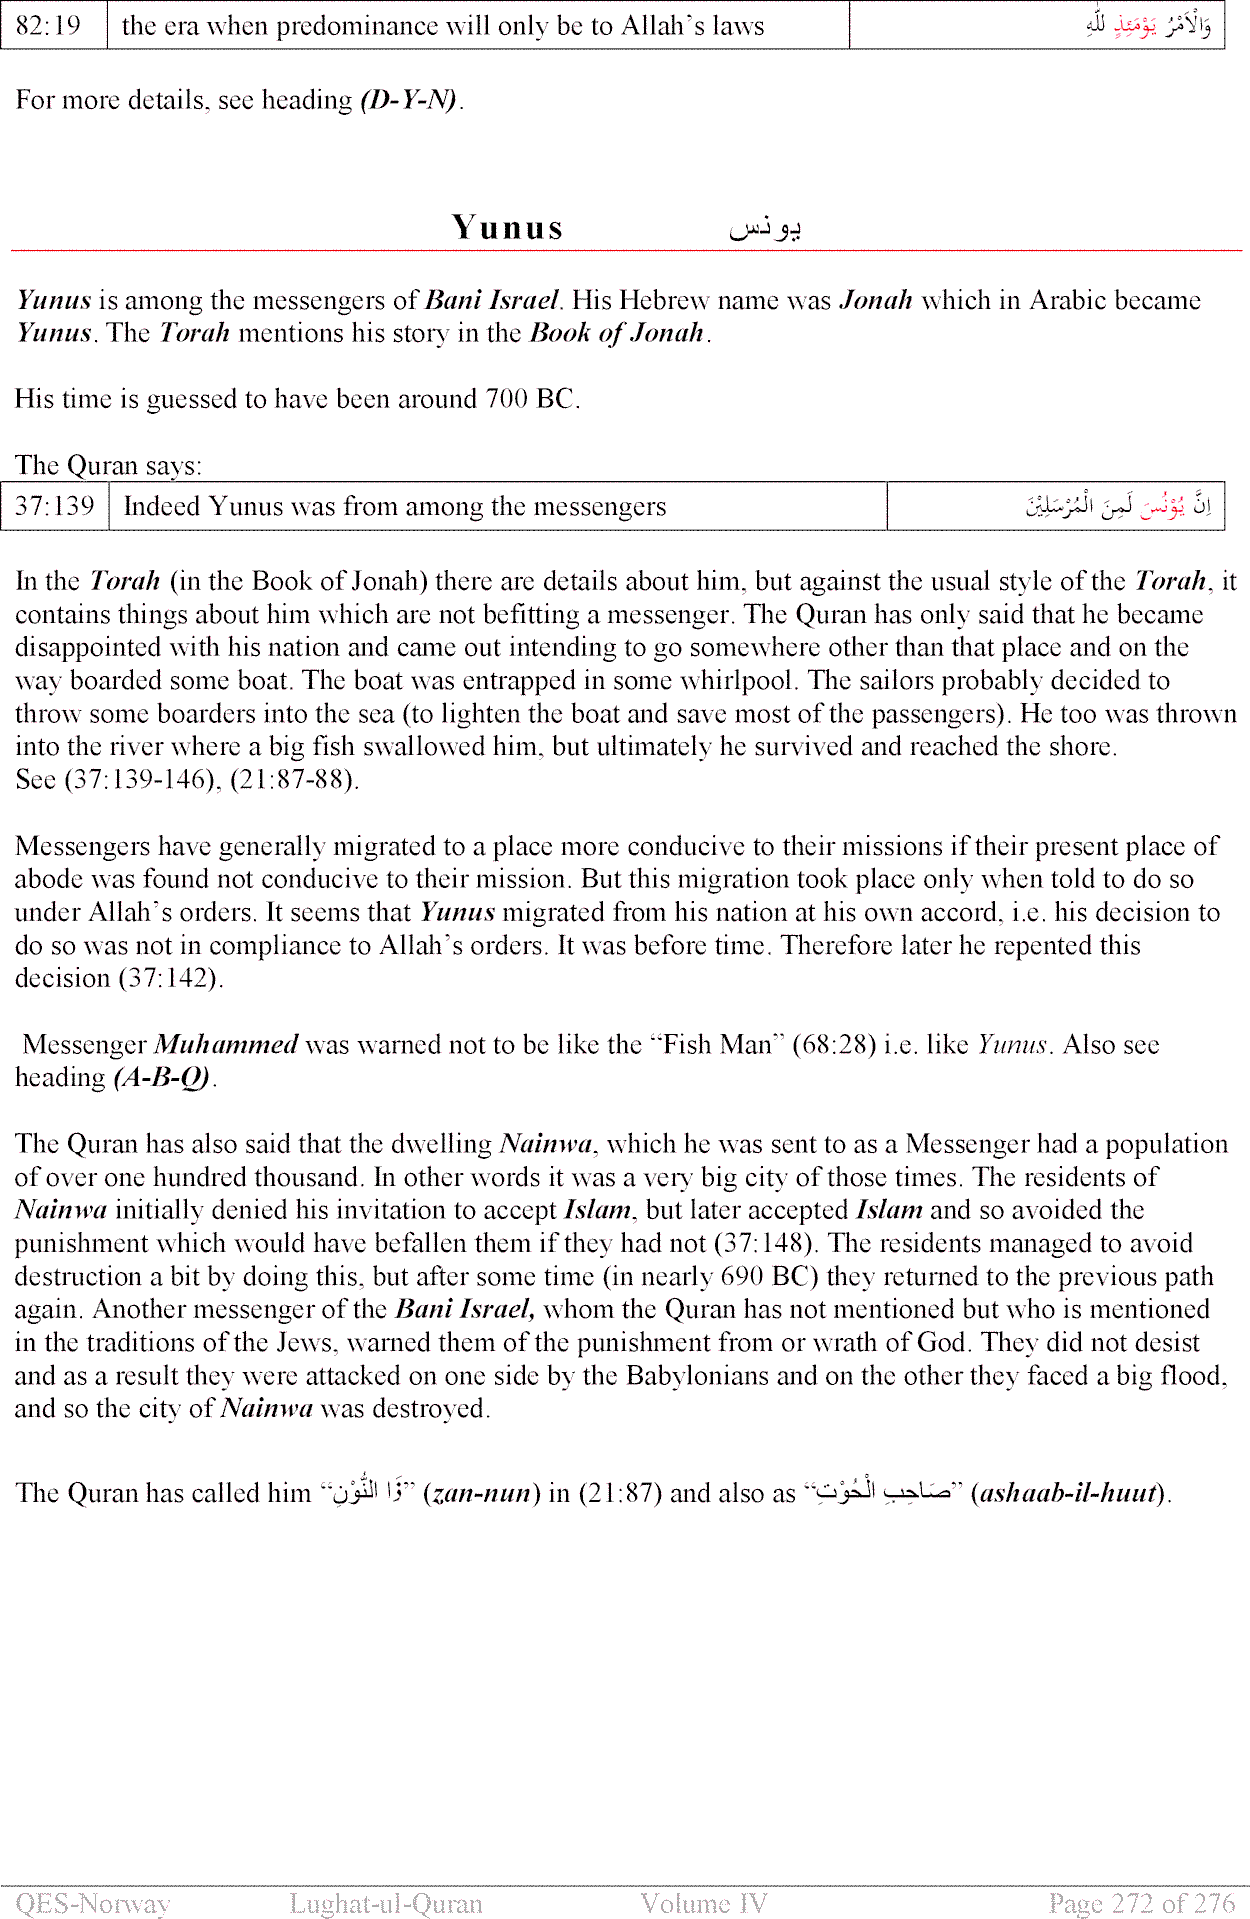 82:19 the era when predominance will only be to Allah’s laws وَالْاَمْرُ يَوْمَئِذٍ لِّلّٰهِ
For more details, see heading (D-Y-N).
Yunus يونس
Yunus is among the messengers of Bani Israel. His Hebrew name was Jonah which in Arabic became
Yunus. The Torah mentions his story in the Book of Jonah.
His time is guessed to have been around 700 BC.
The Quran says:
37:139 Indeed Yunus was from among the messengers اِنَّ يُوْنُسَ لَمِنَ الْمُرْسَلِيْنَ
In the Torah (in the Book of Jonah) there are details about him, but against the usual style of the Torah, it
contains things about him which are not befitting a messenger. The Quran has only said that he became
disappointed with his nation and came out intending to go somewhere other than that place and on the
way boarded some boat. The boat was entrapped in some whirlpool. The sailors probably decided to
throw some boarders into the sea (to lighten the boat and save most of the passengers). He too was thrown
into the river where a big fish swallowed him, but ultimately he survived and reached the shore.
See (37:139-146), (21:87-88).
Messengers have generally migrated to a place more conducive to their missions if their present place of
abode was found not conducive to their mission. But this migration took place only when told to do so
under Allah’s orders. It seems that Yunus migrated from his nation at his own accord, i.e. his decision to
do so was not in compliance to Allah’s orders. It was before time. Therefore later he repented this
decision (37:142).
Messenger Muhammed was warned not to be like the “Fish Man” (68:28) i.e. like Yunus. Also see
heading (A-B-Q).
The Quran has also said that the dwelling Nainwa, which he was sent to as a Messenger had a population
of over one hundred thousand. In other words it was a very big city of those times. The residents of
Nainwa initially denied his invitation to accept Islam, but later accepted Islam and so avoided the
punishment which would have befallen them if they had not (37:148). The residents managed to avoid
destruction a bit by doing this, but after some time (in nearly 690 BC) they returned to the previous path
again. Another messenger of the Bani Israel, whom the Quran has not mentioned but who is mentioned
in the traditions of the Jews, warned them of the punishment from or wrath of God. They did not desist
and as a result they were attacked on one side by the Babylonians and on the other they faced a big flood,
and so the city of Nainwa was destroyed.
The Quran has called him “ذَا النُّوْنِ” (zan-nun) in (21:87) and also as “صَاحِبِ الْحُوْتِ” (ashaab-il-huut).
QES-Norway Lughat-ul-Quran Volume IV Page 272 of 276